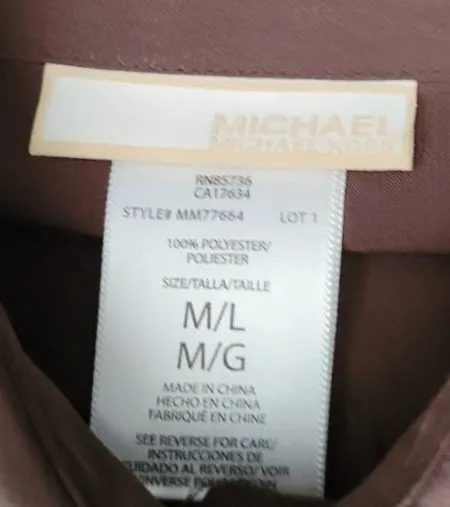 MICHAEL
MICHAEL KORS
RN85736
CA17634
STYLE# MM77664 LOT 1
100% POLYESTER/
POLIESTER
SIZE/TALLA/TAILLE
M/L
M/G
MADE IN CHINA
HECHO EN CHINA
FABRIQUÉ EN CHINE
SEE REVERSE FOR CARE/
INSTRUCCIONES DE
CUIDADO AL REVERSO/ VOIR